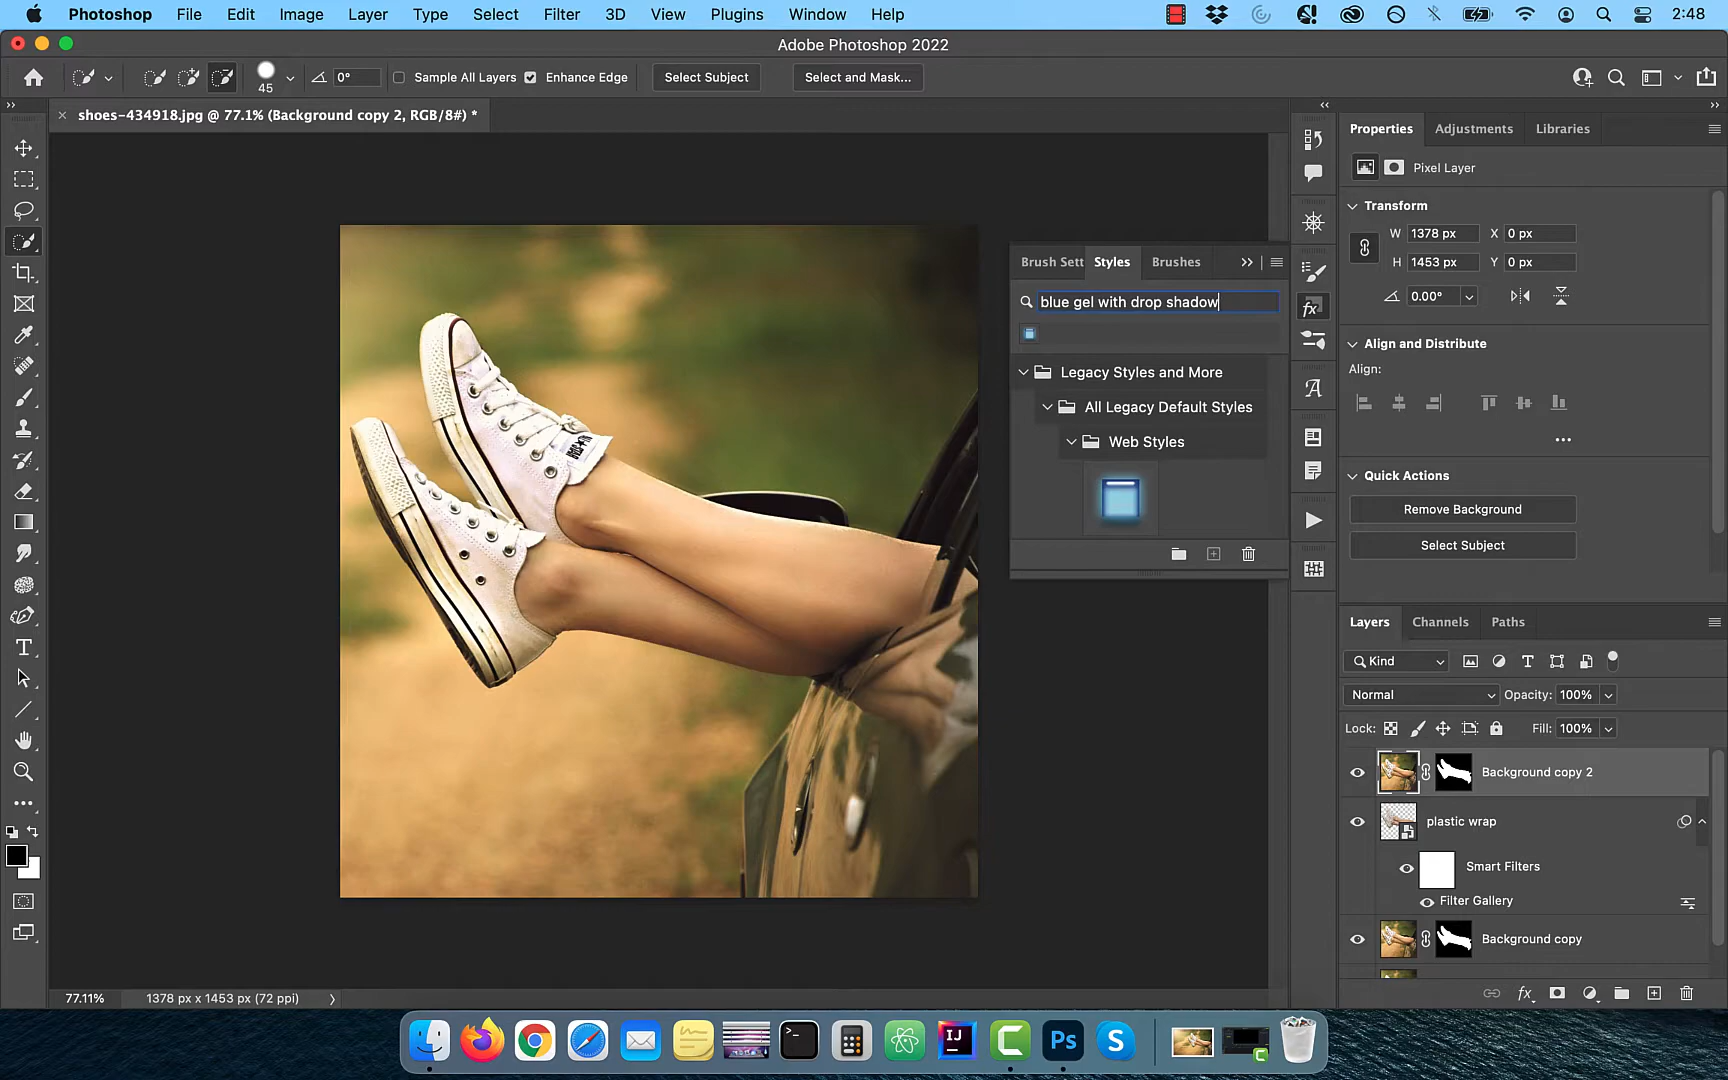 Photoshop File Edit Image Layer Type Select Filter 3D View Plugins Window Help 2:48
Adobe Photoshop 2022
45 0° Sample All Layers Enhance Edge Select Subject Select and Mask...
shoes-434918.jpg @ 77.1% (Background copy 2, RGB/8#) *
Properties Adjustments Libraries
Pixel Layer
Transform
W 1378 px X 0 px
H 1453 px Y 0 px
0.00°
Align and Distribute
Align:
Quick Actions
Remove Background
Select Subject
Brush Sett Styles Brushes
blue gel with drop shadow
Legacy Styles and More
All Legacy Default Styles
Web Styles
Layers Channels Paths
Kind
Normal Opacity: 100%
Lock: Fill: 100%
Background copy 2
plastic wrap
Smart Filters
Filter Gallery
Background copy
77.11% 1378 px x 1453 px (72 ppi)